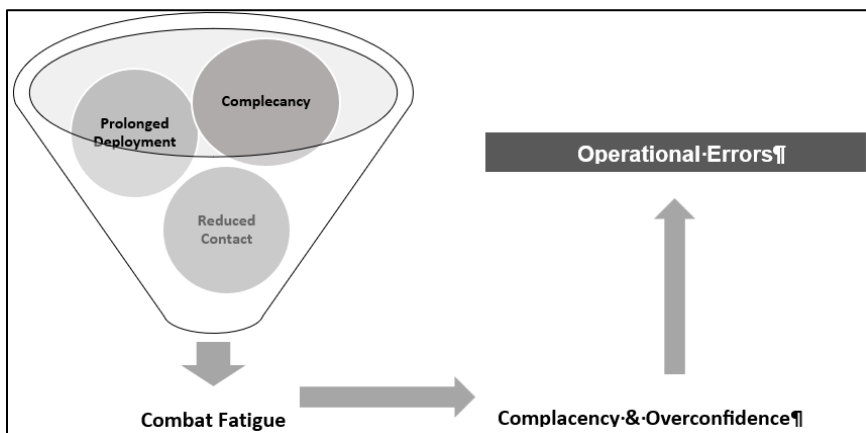 Complecancy
Prolonged
Deployment
Reduced
Contact
Operational·Errors¶
Combat Fatigue
Complacency·&·Overconfidence¶